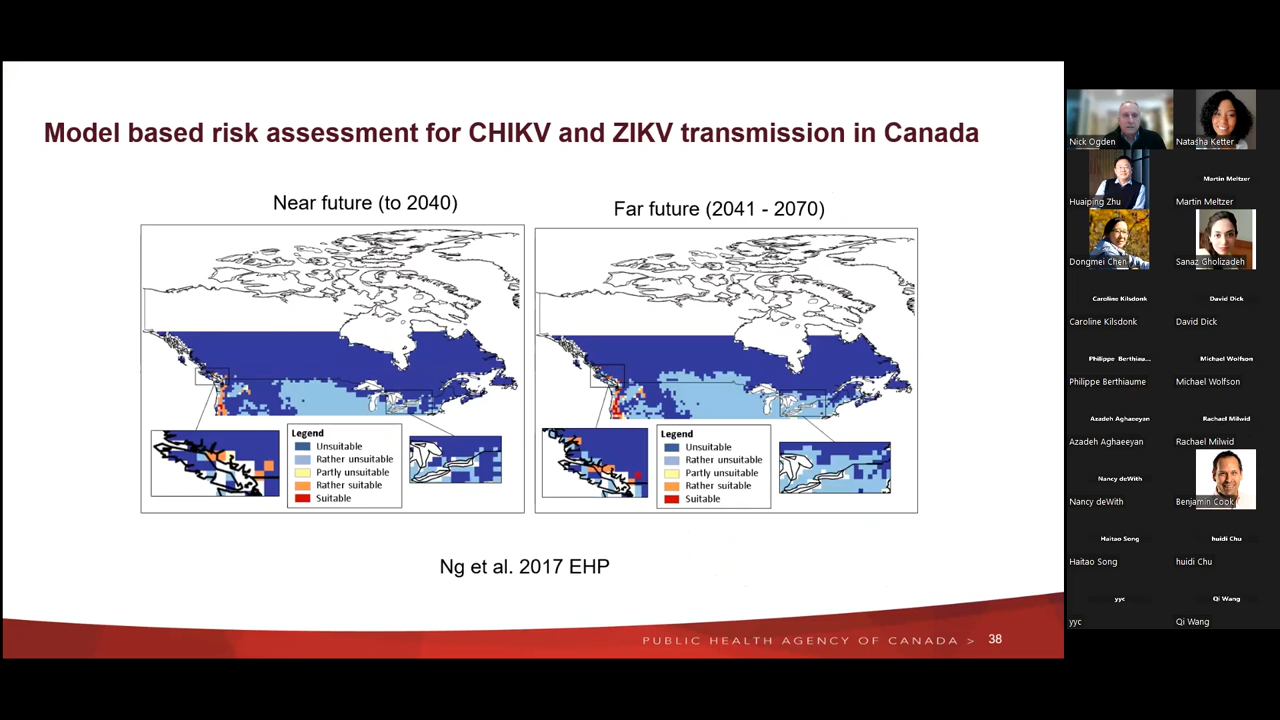 Model based risk assessment for CHIKV and ZIKV transmission in Canada
Near future (to 2040)
Far future (2041 - 2070)
Legend
Unsuitable
Rather unsuitable
Partly unsuitable
Rather suitable
Suitable
Legend
Unsuitable
Rather unsuitable
Partly unsuitable
Rather suitable
Suitable
Ng et al. 2017 EHP
PUBLIC HEALTH AGENCY OF CANADA > 38
Nick Ogden
Natasha Ketter
Huaiping Zhu
Martin Meltzer
Martin Meltzer
Dongmei Chen
Sanaz Gholizadeh
Caroline Kilsdonk
Caroline Kilsdonk
David Dick
David Dick
Philippe Berthiau...
Philippe Berthiaume
Michael Wolfson
Michael Wolfson
Azadeh Aghaeeyan
Azadeh Aghaeeyan
Rachael Milwid
Rachael Milwid
Nancy deWith
Nancy deWith
Benjamin Cook
Haitao Song
Haitao Song
huidi Chu
huidi Chu
yyc
yyc
Qi Wang
Qi Wang